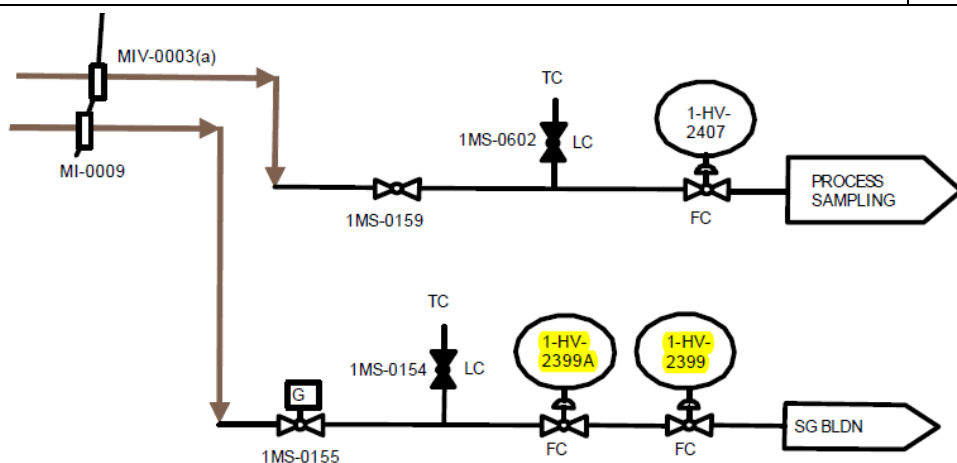 MIV-0003(a)
MI-0009
TC
1MS-0602
LC
1-HV-
2407
1MS-0159
FC
PROCESS
SAMPLING
TC
1MS-0154
LC
1-HV-
2399A
1-HV-
2399
G
1MS-0155
FC
FC
SG BLDN